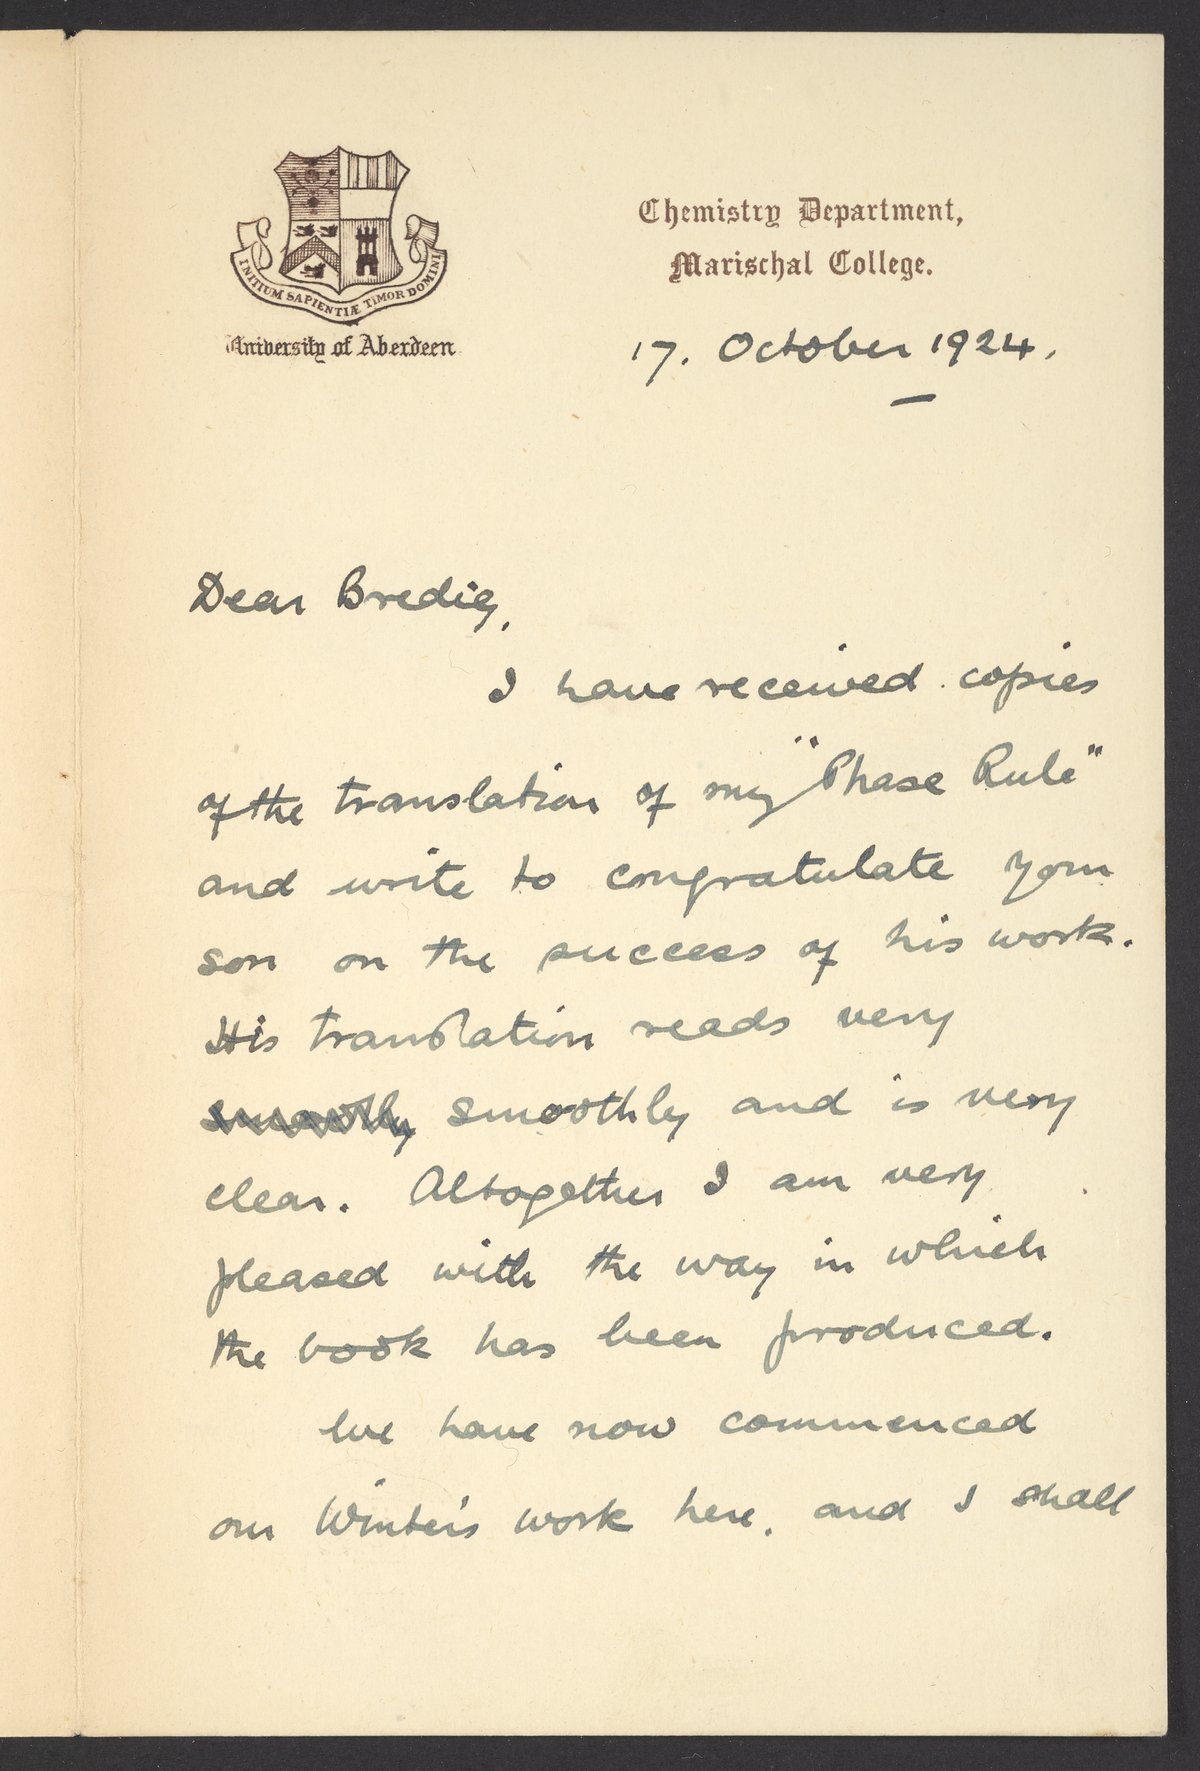 INITIUM SAPIENTIÆ TIMOR DOMINI
University of Aberdeen
Chemistry Department,
Marischal College.
17. October 1924.
Dear Bredig,
I have received copies
of the translation of my "Phase Rule"
and write to congratulate your
son on the success of his work.
His translation reads very
smoothly and is very
clear. Altogether I am very
pleased with the way in which
the book has been produced.
We have now commenced
our Winter's work here, and I shall